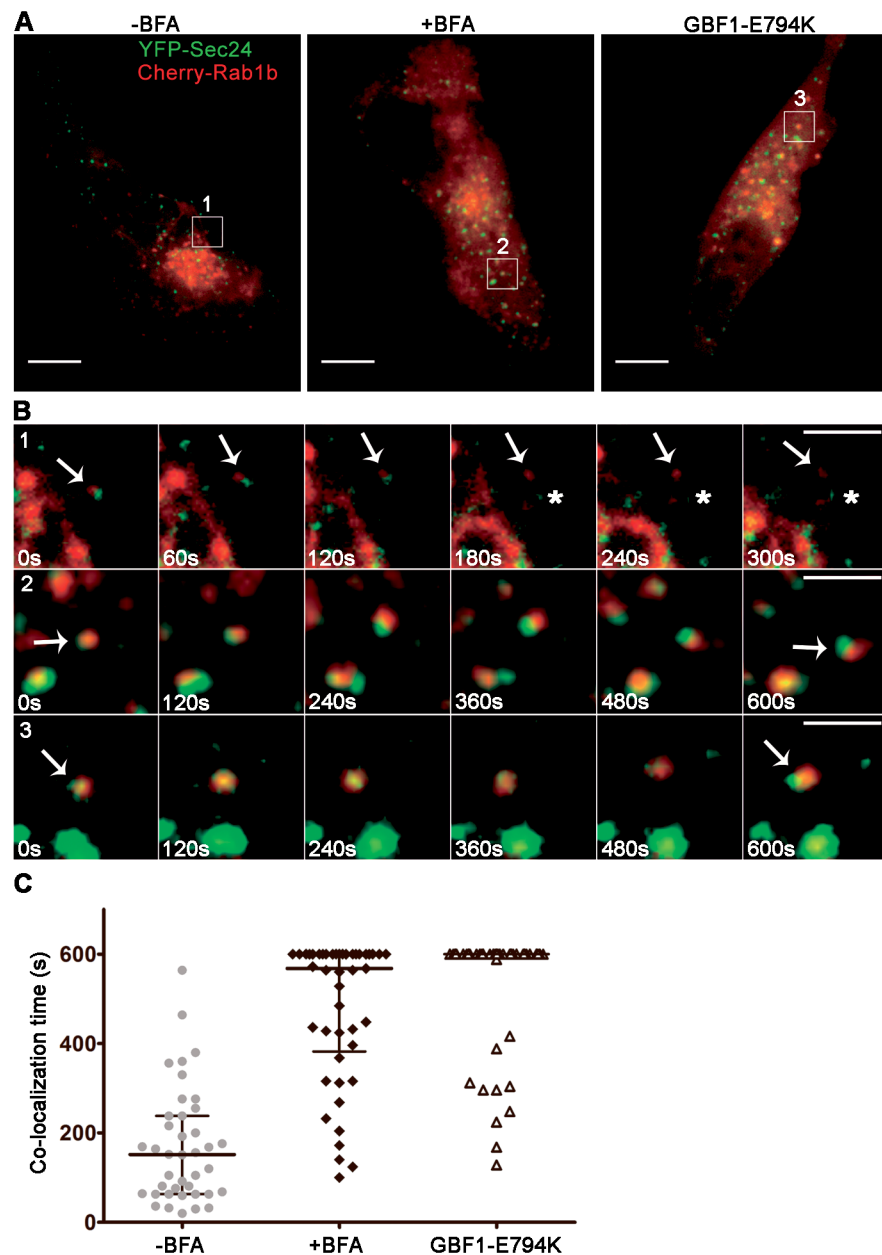 A
-BFA
+BFA
GBF1-E794K
YFP-Sec24
Cherry-Rab1b
1
2
3
B
1
0s
60s
120s
180s
*
240s
*
300s
*
2
0s
120s
240s
360s
480s
600s
3
0s
120s
240s
360s
480s
600s
C
Co-localization time (s)
600
400
200
0
-BFA
+BFA
GBF1-E794K